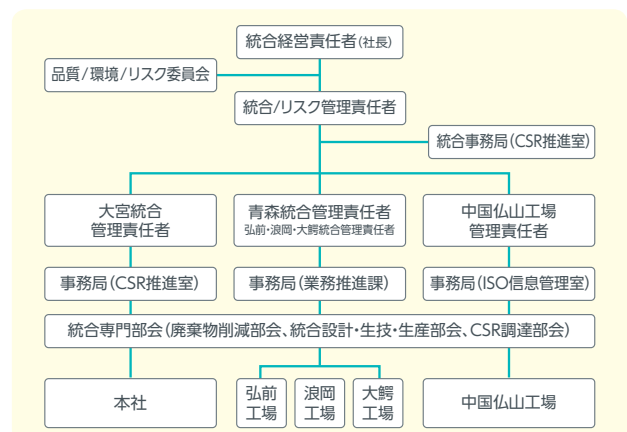 統合経営責任者(社長)
品質/環境/リスク委員会
統合/リスク管理責任者
統合事務局(CSR推進室)
大宮統合
管理責任者
青森統合管理責任者
弘前・浪岡・大鰐統合管理責任者
中国仏山工場
管理責任者
事務局(CSR推進室)
事務局(業務推進課)
事務局(ISO信息管理室)
統合専門部会(廃棄物削減部会、統合設計・生技・生産部会、CSR調達部会)
本社
弘前
工場
浪岡
工場
大鰐
工場
中国仏山工場